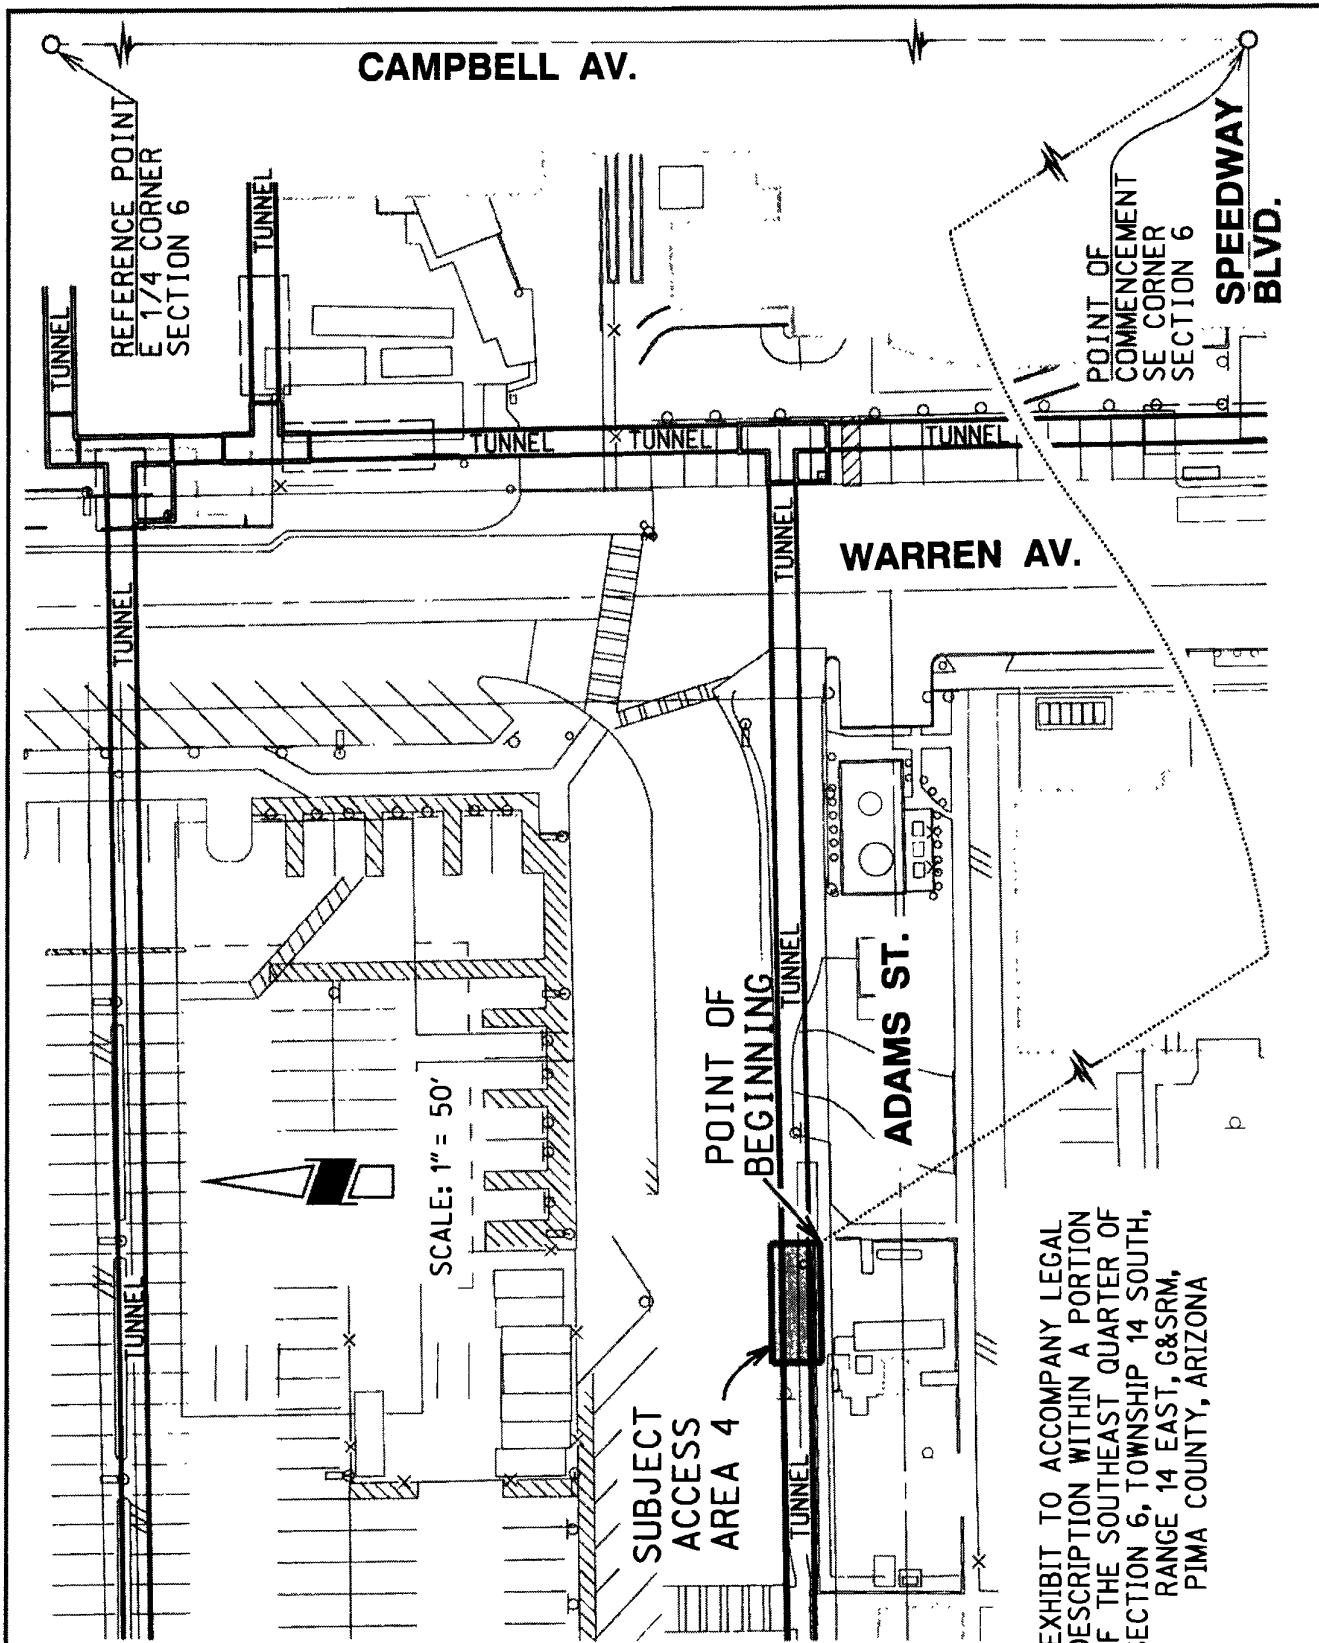 CAMPBELL AV.
REFERENCE POINT
E 1/4 CORNER
SECTION 6
SPEEDWAY
BLVD.
POINT OF
COMMENCEMENT
SE CORNER
SECTION 6
TUNNEL
TUNNEL
TUNNEL
TUNNEL
TUNNEL
TUNNEL
TUNNEL
WARREN AV.
TUNNEL
ADAMS ST.
POINT OF
BEGINNING
SCALE: 1" = 50'
TUNNEL
SUBJECT
ACCESS
AREA 4
TUNNEL
EXHIBIT TO ACCOMPANY LEGAL
DESCRIPTION WITHIN A PORTION
F THE SOUTHEAST QUARTER OF
SECTION 6, TOWNSHIP 14 SOUTH,
RANGE 14 EAST, G&SRM,
PIMA COUNTY, ARIZONA